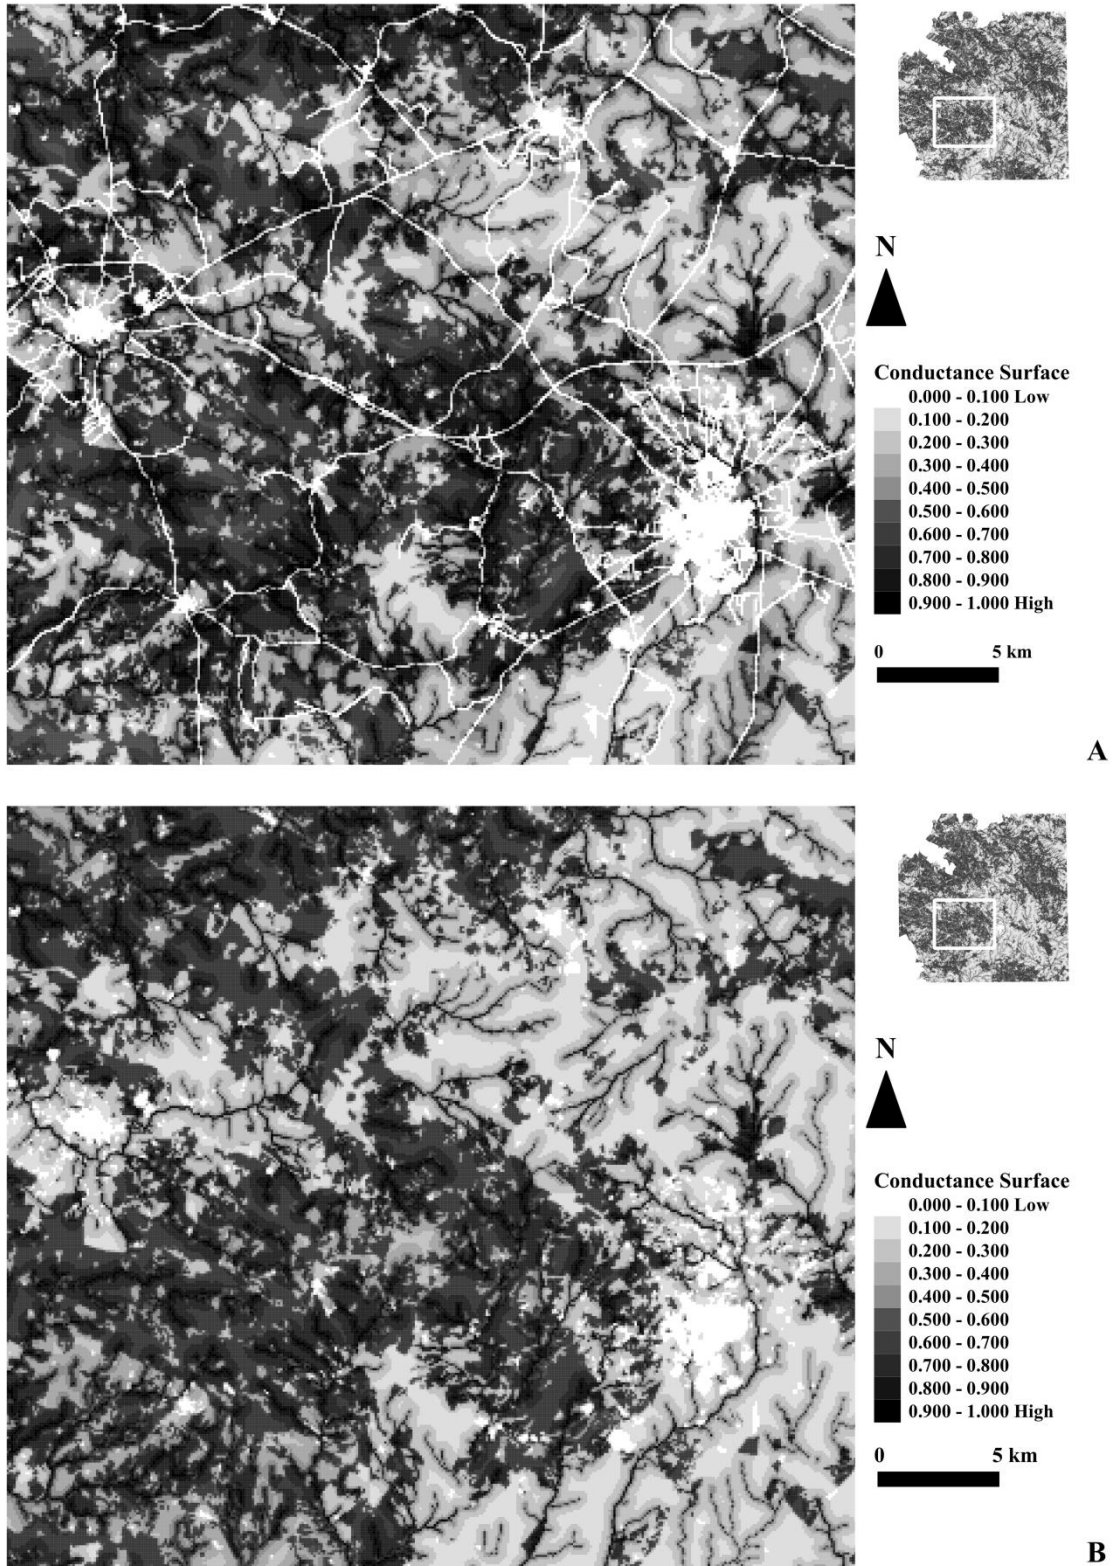 N
Conductance Surface
0.000 - 0.100 Low
0.100 - 0.200
0.200 - 0.300
0.300 - 0.400
0.400 - 0.500
0.500 - 0.600
0.600 - 0.700
0.700 - 0.800
0.800 - 0.900
0.900 - 1.000 High
0 5 km
A
N
Conductance Surface
0.000 - 0.100 Low
0.100 - 0.200
0.200 - 0.300
0.300 - 0.400
0.400 - 0.500
0.500 - 0.600
0.600 - 0.700
0.700 - 0.800
0.800 - 0.900
0.900 - 1.000 High
0 5 km
B